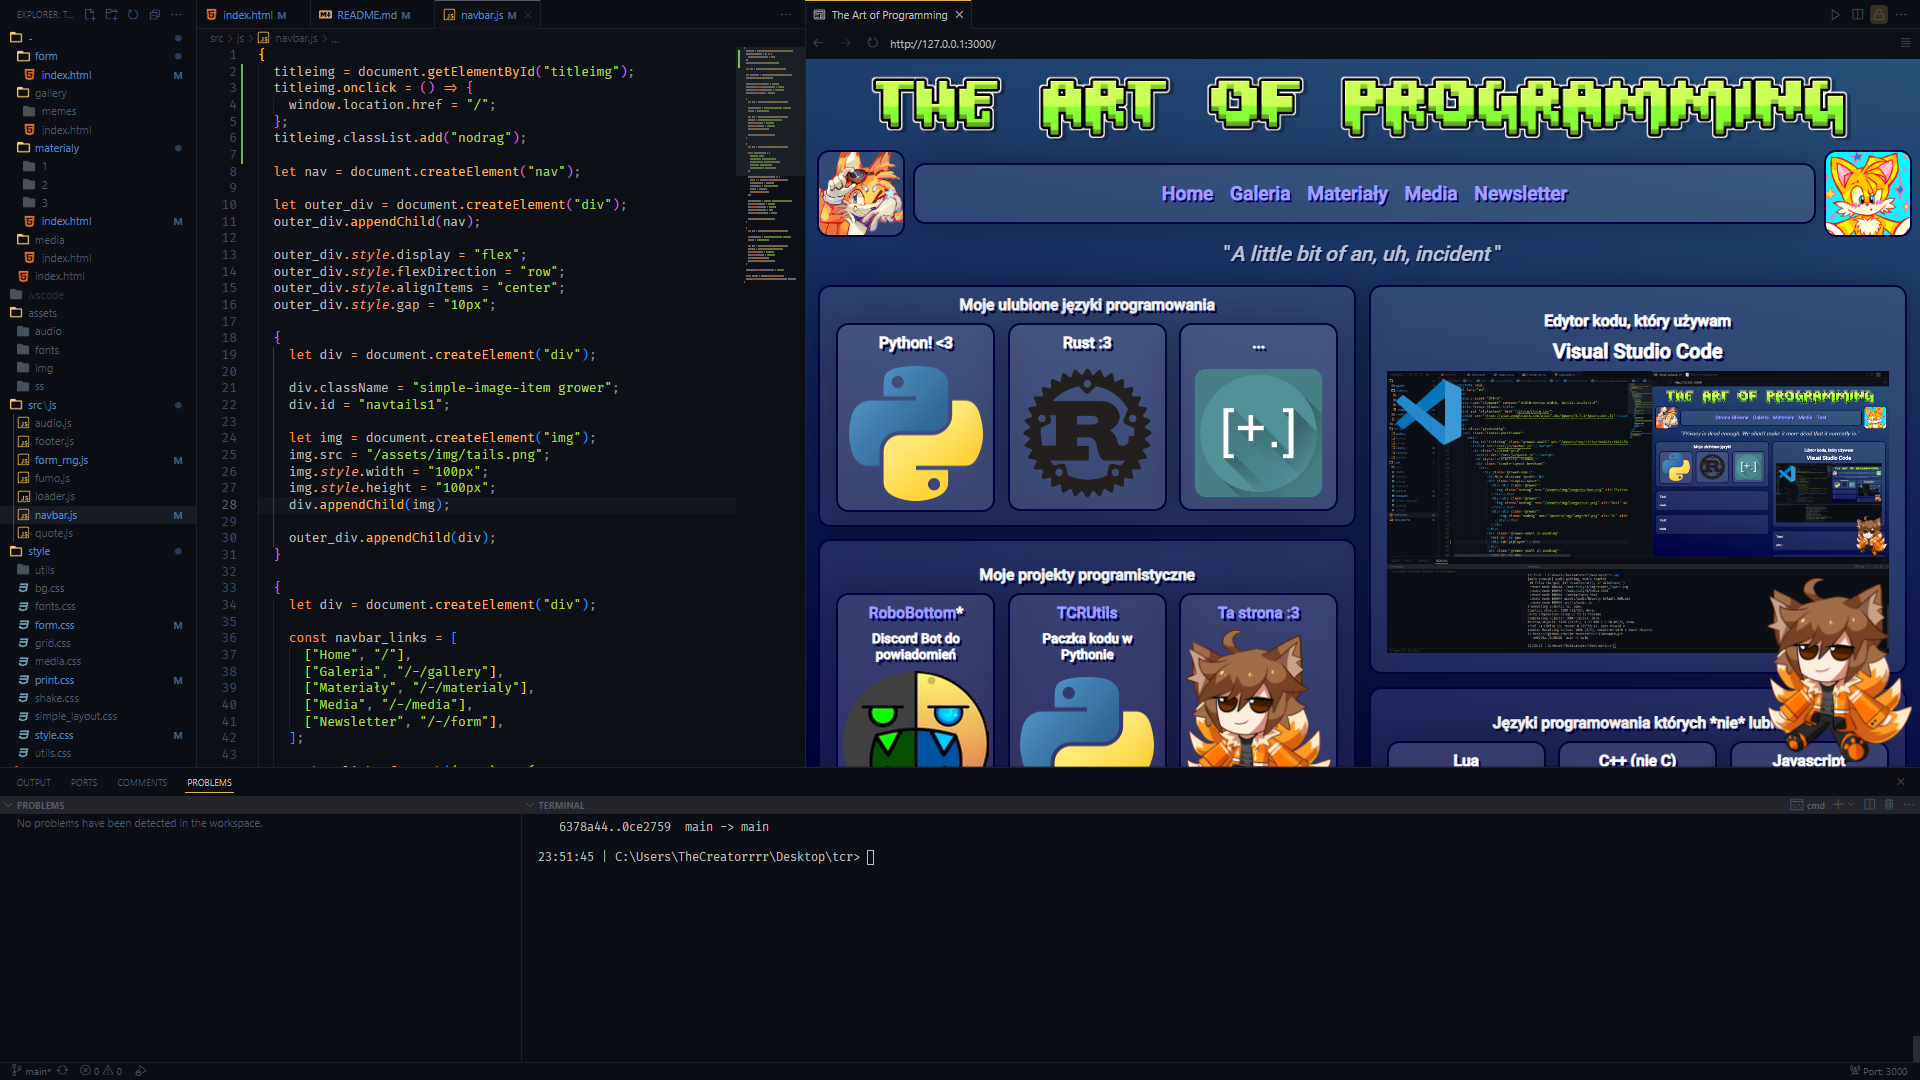 EXPLORER: T...
-
form
index.html M
gallery
memes
index.html
materialy
1
2
3
index.html M
media
index.html
index.html
.vscode
assets
audio
fonts
img
ss
src\js
audio.js
footer.js
form_rng.js M
fumo.js
loader.js
navbar.js M
quote.js
style
utils
bg.css
fonts.css
form.css M
grid.css
media.css
print.css M
shake.css
simple_layout.css
style.css M
utils.css
index.html M
README.md M
navbar.js M
src > js > navbar.js > ...
1 {
2 titleimg = document.getElementById("titleimg");
3 titleimg.onclick = () => {
4 window.location.href = "/";
5 };
6 titleimg.classList.add("nodrag");
7
8 let nav = document.createElement("nav");
9
10 let outer_div = document.createElement("div");
11 outer_div.appendChild(nav);
12
13 outer_div.style.display = "flex";
14 outer_div.style.flexDirection = "row";
15 outer_div.style.alignItems = "center";
16 outer_div.style.gap = "10px";
17
18 {
19 let div = document.createElement("div");
20
21 div.className = "simple-image-item grower";
22 div.id = "navtails1";
23
24 let img = document.createElement("img");
25 img.src = "/assets/img/tails.png";
26 img.style.width = "100px";
27 img.style.height = "100px";
28 div.appendChild(img);
29
30 outer_div.appendChild(div);
31 }
32
33 {
34 let div = document.createElement("div");
35
36 const navbar_links = [
37 ["Home", "/"],
38 ["Galeria", "/-/gallery"],
39 ["Materiały", "/-/materialy"],
40 ["Media", "/-/media"],
41 ["Newsletter", "/-/form"],
42 ];
43
The Art of Programming
http://127.0.0.1:3000/
THE ART OF PROGRAMMING
Home Galeria Materiały Media Newsletter
"A little bit of an, uh, incident"
Moje ulubione języki programowania
Python! <3
Rust :3
...
[+.]
Moje projekty programistyczne
RoboBottom*
Discord Bot do powiadomień
TCRUtils
Paczka kodu w Pythonie
Ta strona :3
Edytor kodu, który używam
Visual Studio Code
THE ART OF PROGRAMMING
Języki programowania których *nie* lubi
Lua
C++ (nie C)
Javascript
OUTPUT PORTS COMMENTS PROBLEMS
PROBLEMS
No problems have been detected in the workspace.
TERMINAL
cmd
6378a44..0ce2759 main -> main
23:51:45 | C:\Users\TheCreatorrrr\Desktop\tcr>
main* 0 0
Port: 3000